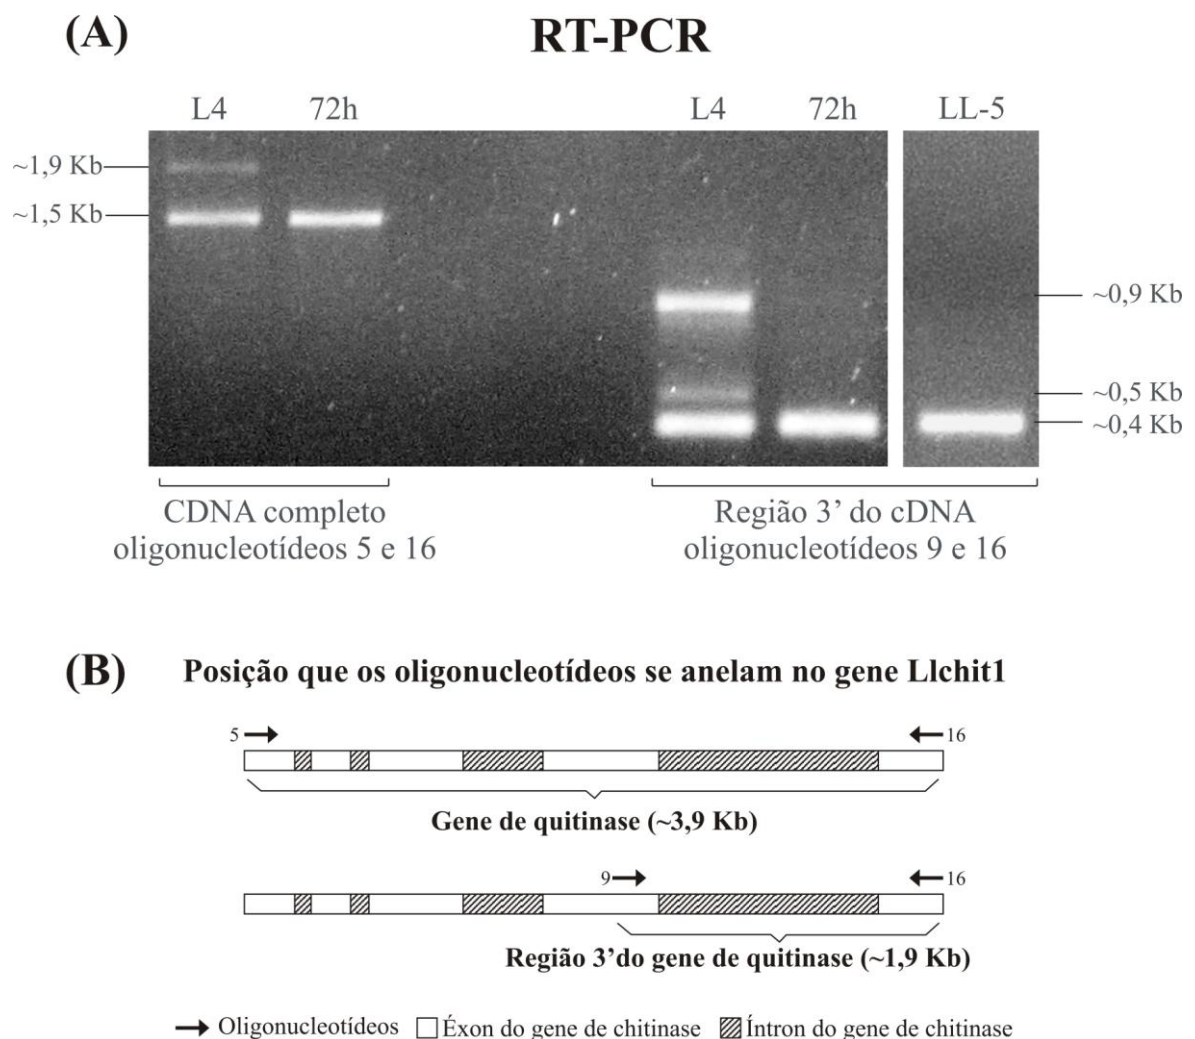 (A) RT-PCR
L4 72h L4 72h LL-5
~1,9 Kb
~1,5 Kb
~0,9 Kb
~0,5 Kb
~0,4 Kb
CDNA completo
oligonucleotídeos 5 e 16
Região 3’ do cDNA
oligonucleotídeos 9 e 16
(B) Posição que os oligonucleotídeos se anelam no gene Llchit1
5 16
Gene de quitinase (~3,9 Kb)
9 16
Região 3’do gene de quitinase (~1,9 Kb)
Oligonucleotídeos Éxon do gene de chitinase Íntron do gene de chitinase